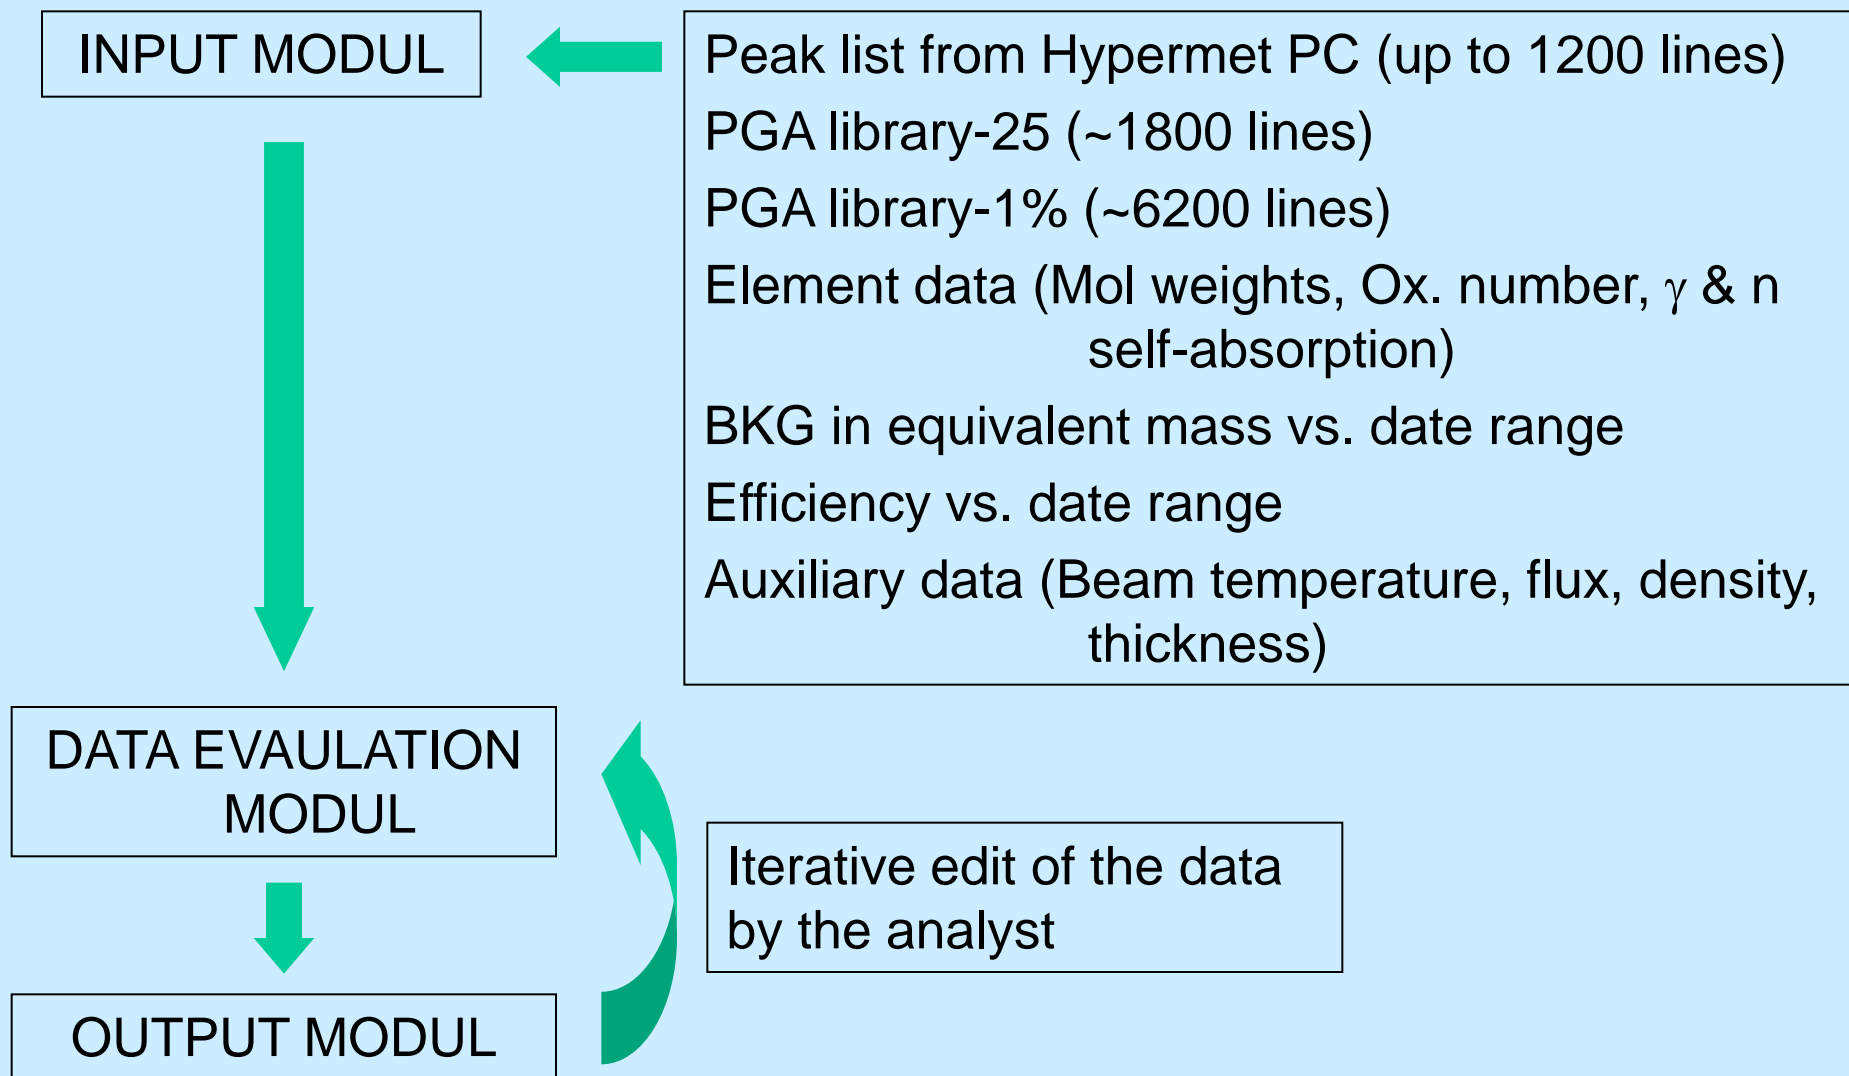 INPUT MODUL
Peak list from Hypermet PC (up to 1200 lines)
PGA library-25 (~1800 lines)
PGA library-1% (~6200 lines)
Element data (Mol weights, Ox. number, γ & n
self-absorption)
BKG in equivalent mass vs. date range
Efficiency vs. date range
Auxiliary data (Beam temperature, flux, density,
thickness)
DATA EVAULATION
MODUL
Iterative edit of the data
by the analyst
OUTPUT MODUL